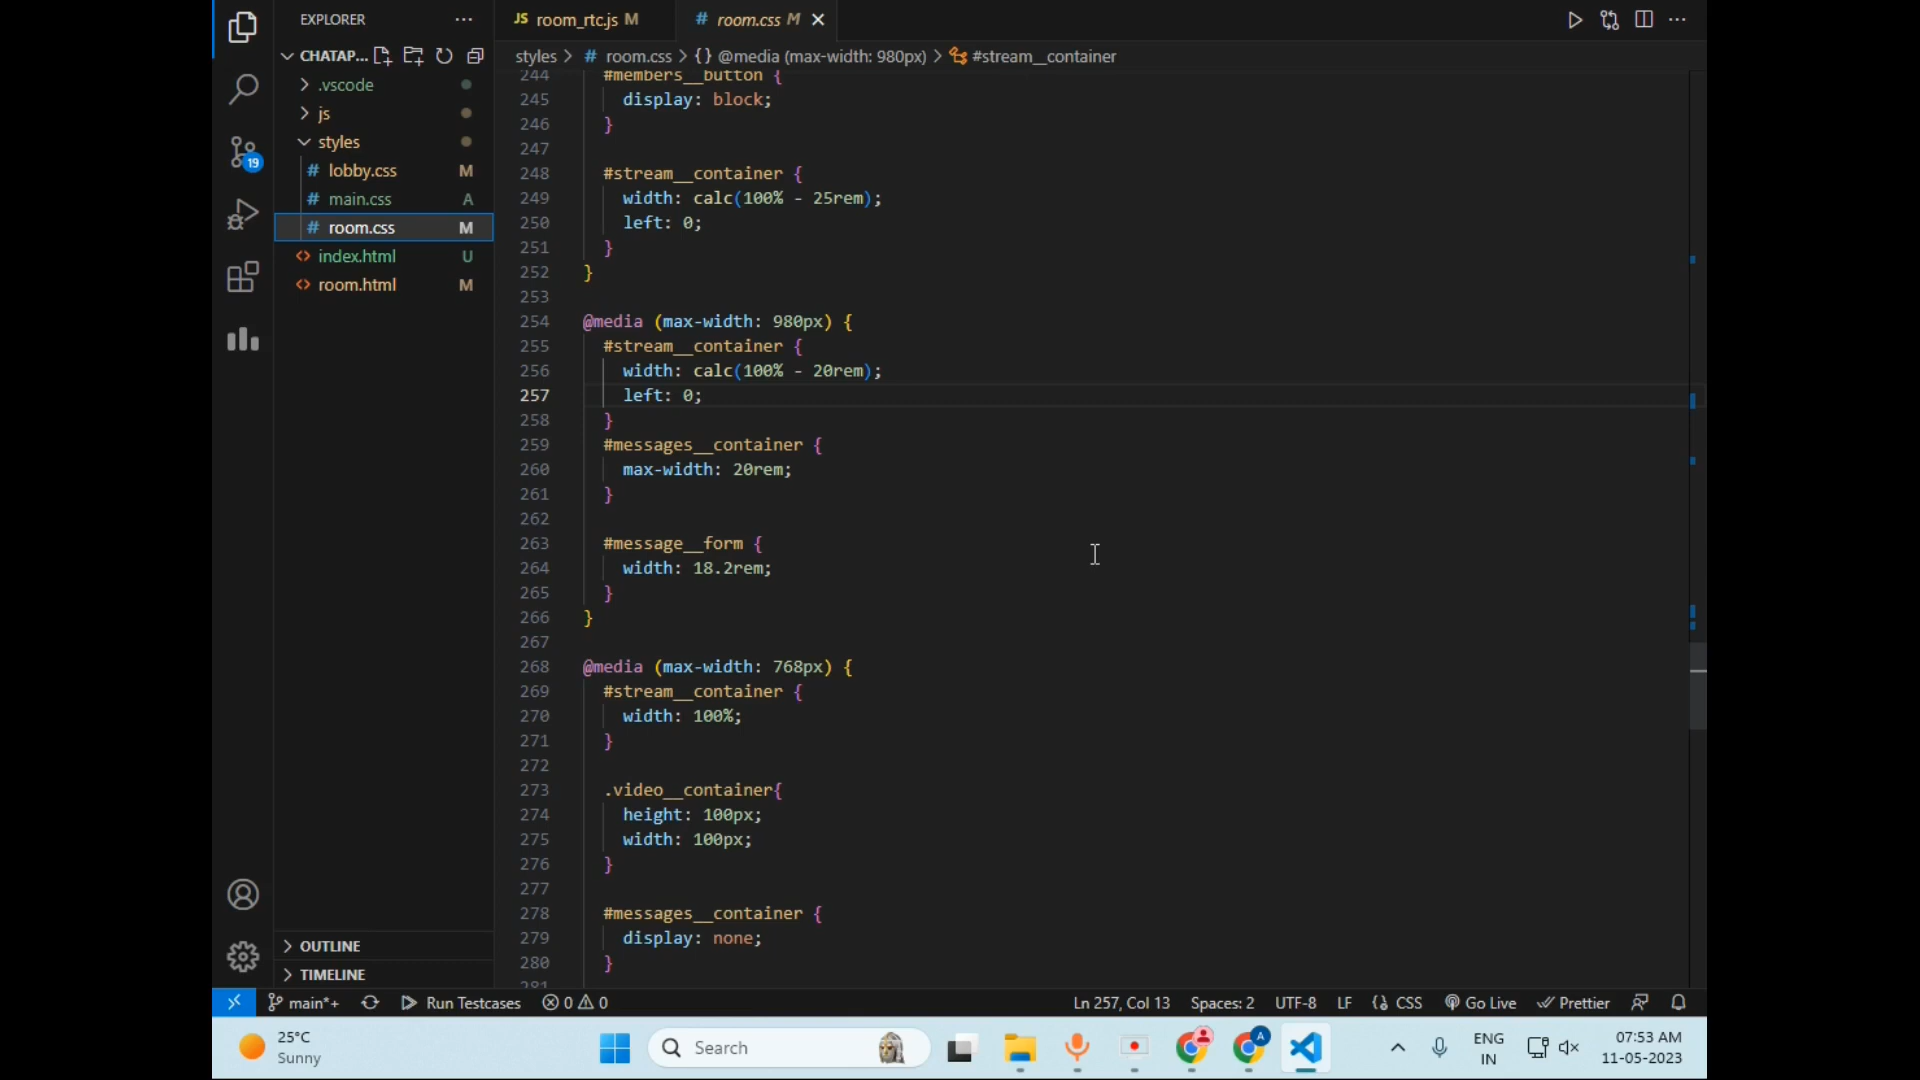 EXPLORER
JS room_rtc.js M
# room.css M
CHATAP...
styles > # room.css > {} @media (max-width: 980px) > #stream__container
.vscode
js
styles
# lobby.css M
# main.css A
# room.css M
<> index.html U
<> room.html M
19
244 #members__button {
245 display: block;
246 }
247
248 #stream__container {
249 width: calc(100% - 25rem);
250 left: 0;
251 }
252 }
253
254 @media (max-width: 980px) {
255 #stream__container {
256 width: calc(100% - 20rem);
257 left: 0;
258 }
259 #messages__container {
260 max-width: 20rem;
261 }
262
263 #message__form {
264 width: 18.2rem;
265 }
266 }
267
268 @media (max-width: 768px) {
269 #stream__container {
270 width: 100%;
271 }
272
273 .video__container{
274 height: 100px;
275 width: 100px;
276 }
277
278 #messages__container {
279 display: none;
280 }
281
OUTLINE
TIMELINE
main*+ Run Testcases 0 0 Ln 257, Col 13 Spaces: 2 UTF-8 LF CSS Go Live Prettier
25°C
Sunny
Search
A
ENG
IN
07:53 AM
11-05-2023